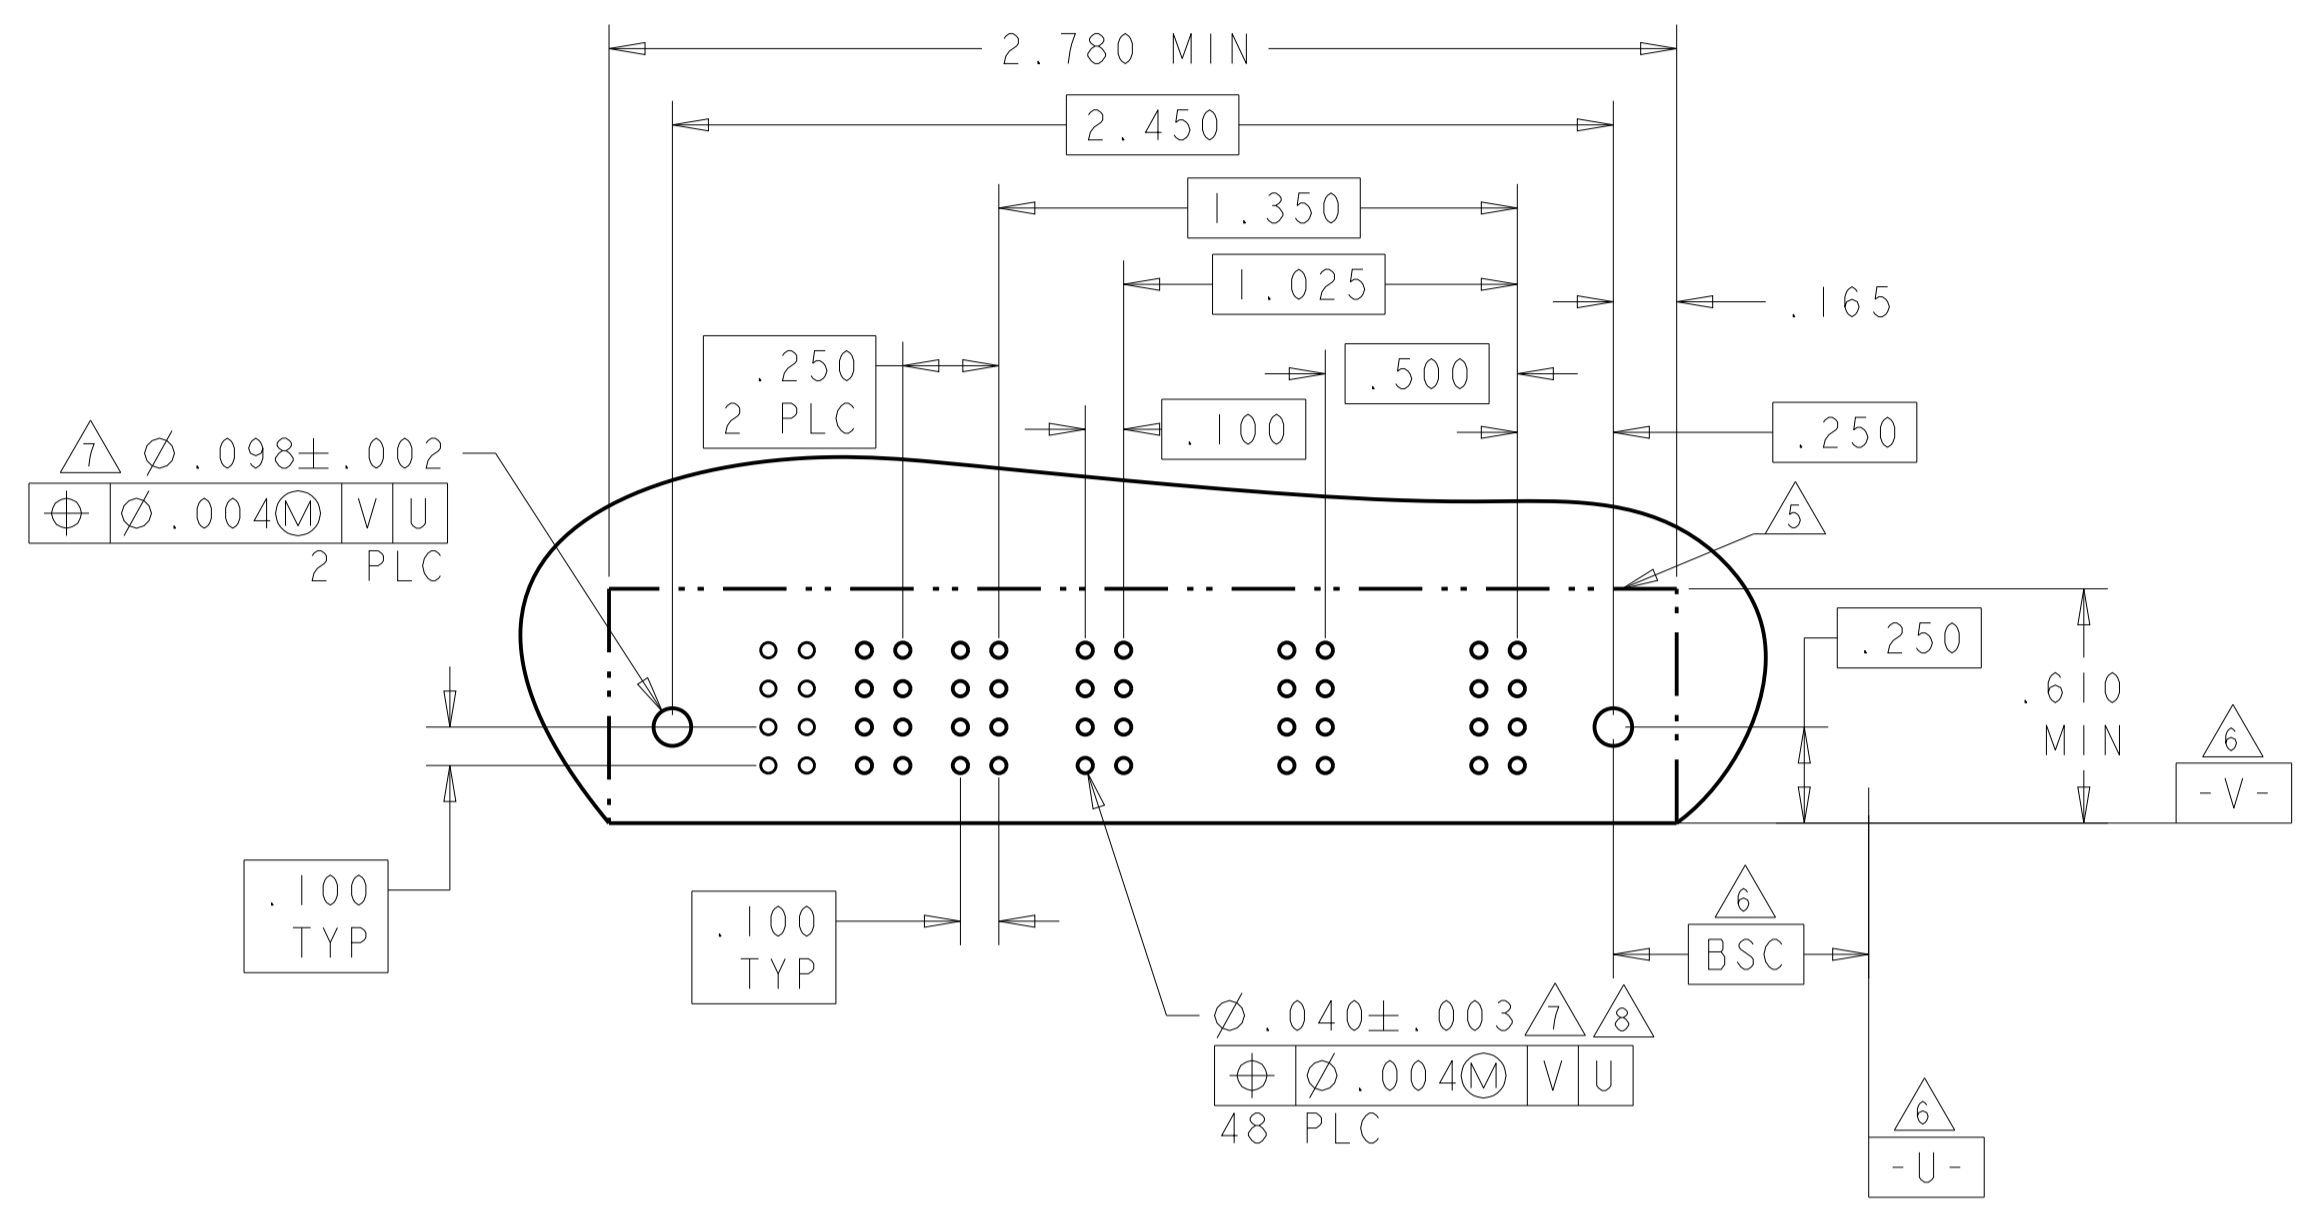 2.780 MIN
2.450
1.350
1.025
.165
.250
2 PLC
.500
.100
.250
7 Ø.098±.002
⌖ Ø.004Ⓜ V U
2 PLC
5
.250
.610
MIN
6
-V-
.100
TYP
.100
TYP
6
BSC
Ø.040±.003 7 8
⌖ Ø.004Ⓜ V U
48 PLC
6
-U-